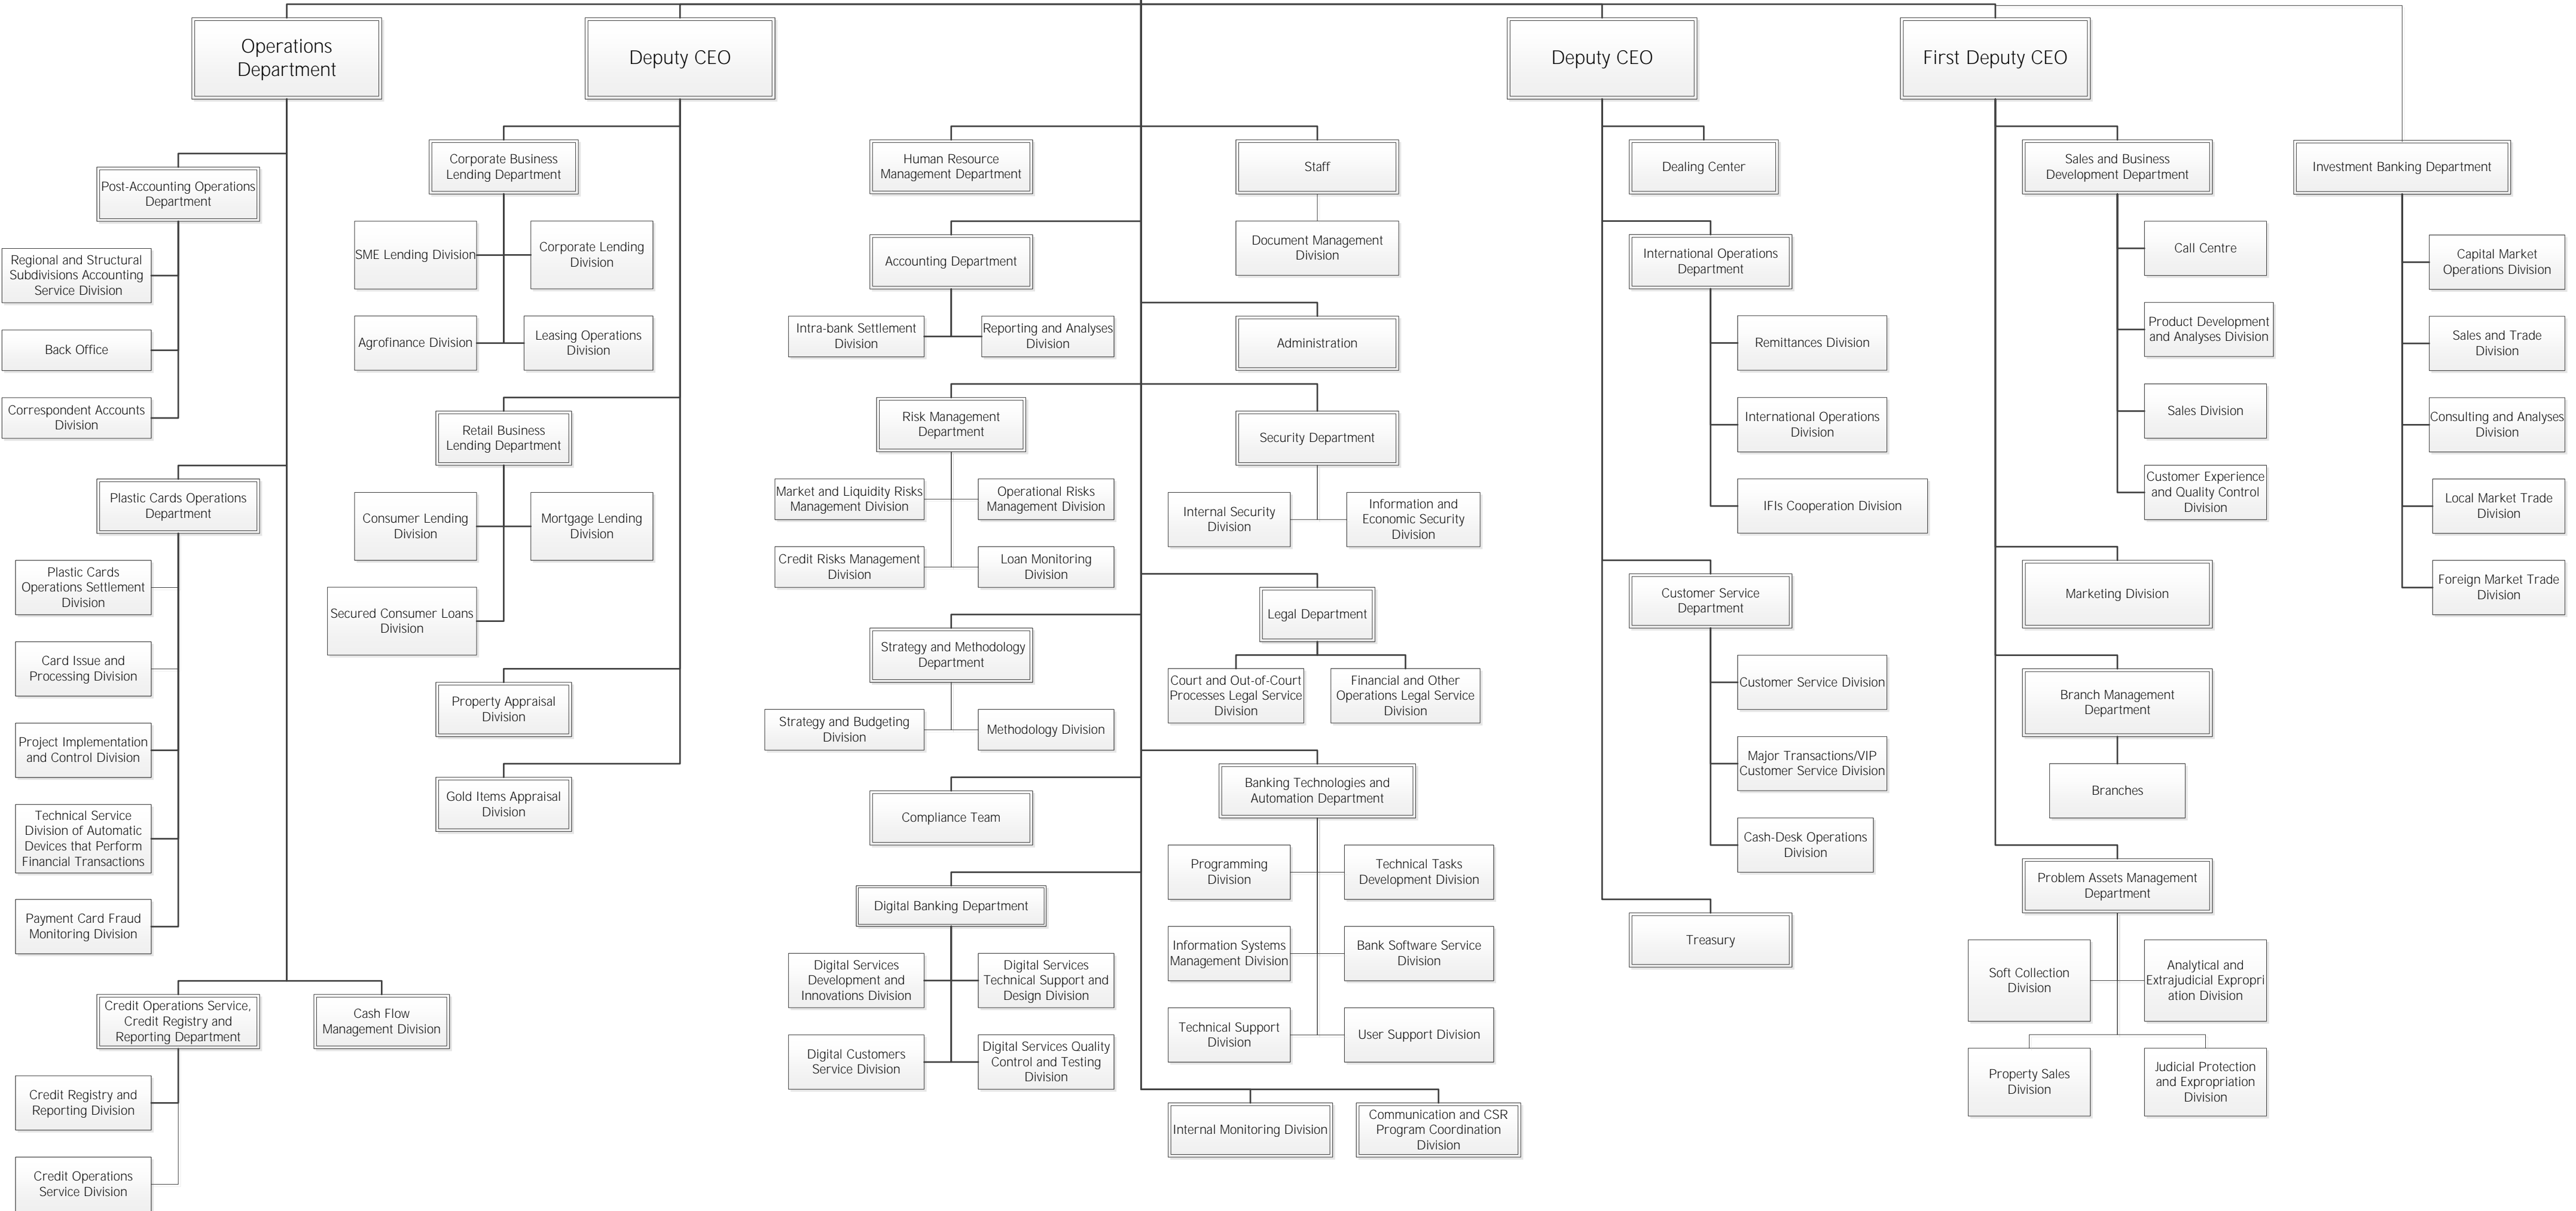 Operations
Department
Deputy CEO
Deputy CEO
First Deputy CEO
Post-Accounting Operations
Department
Regional and Structural
Subdivisions Accounting
Service Division
Back Office
Correspondent Accounts
Division
Plastic Cards Operations
Department
Plastic Cards
Operations Settlement
Division
Card Issue and
Processing Division
Project Implementation
and Control Division
Technical Service
Division of Automatic
Devices that Perform
Financial Transactions
Payment Card Fraud
Monitoring Division
Credit Operations Service,
Credit Registry and
Reporting Department
Cash Flow
Management Division
Credit Registry and
Reporting Division
Credit Operations
Service Division
Corporate Business
Lending Department
SME Lending Division
Corporate Lending
Division
Agrofinance Division
Leasing Operations
Division
Retail Business
Lending Department
Consumer Lending
Division
Mortgage Lending
Division
Secured Consumer Loans
Division
Property Appraisal
Division
Gold Items Appraisal
Division
Human Resource
Management Department
Staff
Document Management
Division
Accounting Department
Intra-bank Settlement
Division
Reporting and Analyses
Division
Administration
Risk Management
Department
Market and Liquidity Risks
Management Division
Operational Risks
Management Division
Credit Risks Management
Division
Loan Monitoring
Division
Security Department
Internal Security
Division
Information and
Economic Security
Division
Legal Department
Court and Out-of-Court
Processes Legal Service
Division
Financial and Other
Operations Legal Service
Division
Strategy and Methodology
Department
Strategy and Budgeting
Division
Methodology Division
Compliance Team
Banking Technologies and
Automation Department
Programming
Division
Technical Tasks
Development Division
Information Systems
Management Division
Bank Software Service
Division
Technical Support
Division
User Support Division
Digital Banking Department
Digital Services
Development and
Innovations Division
Digital Services
Technical Support and
Design Division
Digital Customers
Service Division
Digital Services Quality
Control and Testing
Division
Internal Monitoring Division
Communication and CSR
Program Coordination
Division
Dealing Center
International Operations
Department
Remittances Division
International Operations
Division
IFIs Cooperation Division
Customer Service
Department
Customer Service Division
Major Transactions/VIP
Customer Service Division
Cash-Desk Operations
Division
Treasury
Sales and Business
Development Department
Call Centre
Product Development
and Analyses Division
Sales Division
Customer Experience
and Quality Control
Division
Marketing Division
Branch Management
Department
Branches
Problem Assets Management
Department
Soft Collection
Division
Analytical and
Extrajudicial Expropri
ation Division
Property Sales
Division
Judicial Protection
and Expropriation
Division
Investment Banking Department
Capital Market
Operations Division
Sales and Trade
Division
Consulting and Analyses
Division
Local Market Trade
Division
Foreign Market Trade
Division